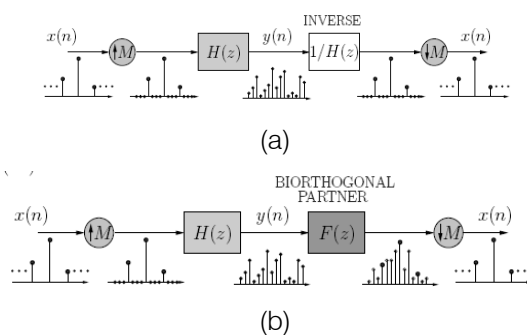 INVERSE
x(n) ↑M H(z) y(n) 1/H(z) ↓M x(n)
(a)
BIORTHOGONAL
PARTNER
x(n) ↑M H(z) y(n) F(z) ↓M x(n)
(b)